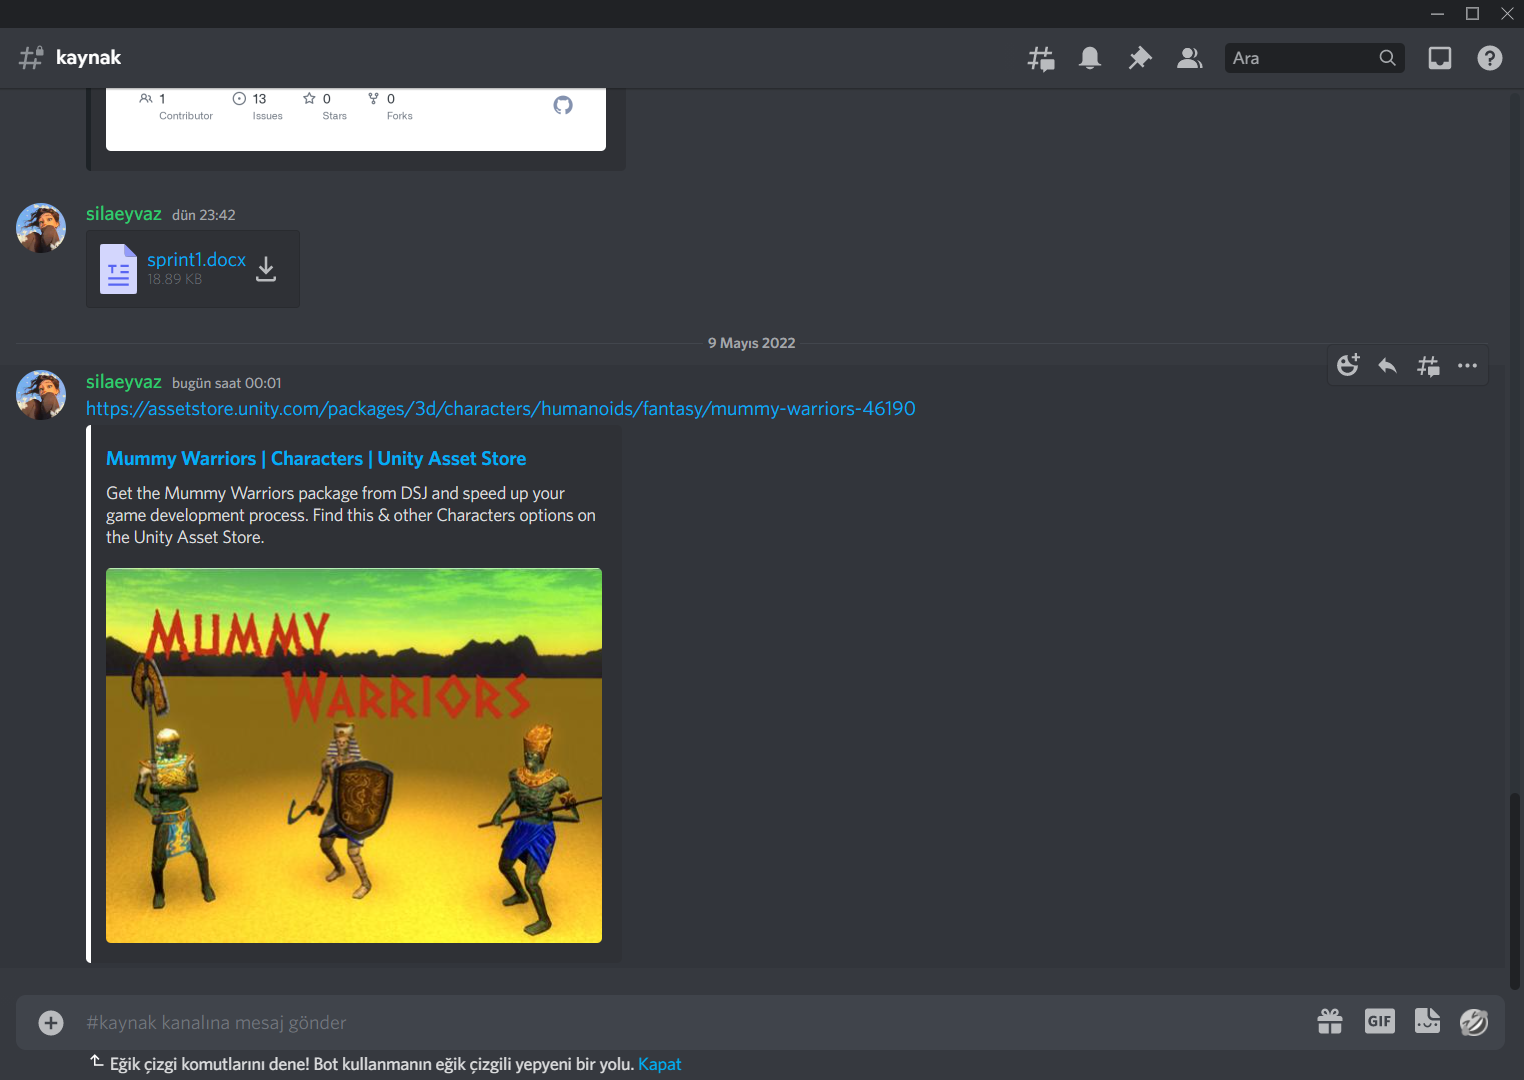 kaynak
Ara
1 13 0 0
Contributor Issues Stars Forks
silaeyvaz dün 23:42
sprint1.docx
18.89 KB
9 Mayıs 2022
silaeyvaz bugün saat 00:01
https://assetstore.unity.com/packages/3d/characters/humanoids/fantasy/mummy-warriors-46190
Mummy Warriors | Characters | Unity Asset Store
Get the Mummy Warriors package from DSJ and speed up your
game development process. Find this & other Characters options on
the Unity Asset Store.
MUMMY
WARRIORS
#kaynak kanalına mesaj gönder
GIF
Eğik çizgi komutlarını dene! Bot kullanmanın eğik çizgili yepyeni bir yolu. Kapat